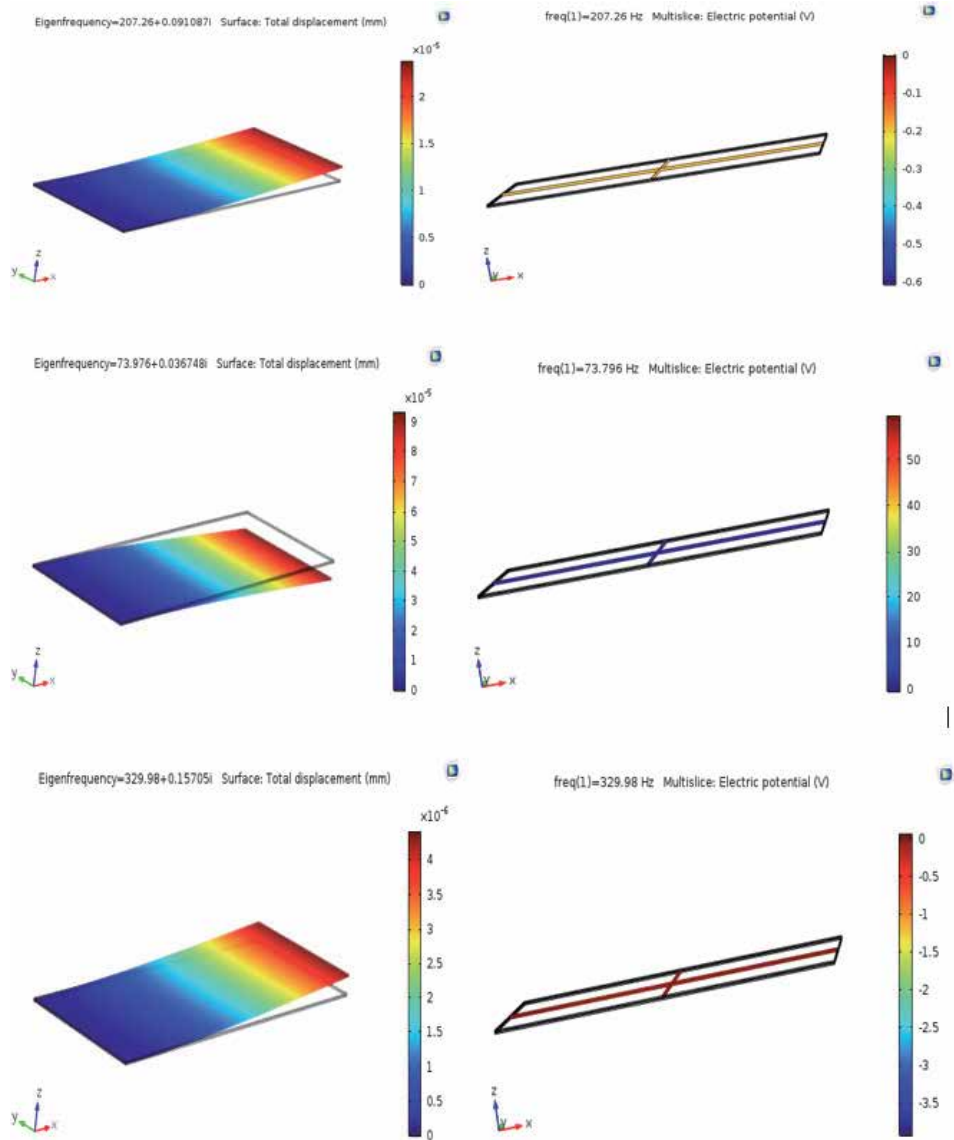 Eigenfrequency=207.26+0.091087i Surface: Total displacement (mm)
×10⁻⁵
2
1.5
1
0.5
0
z
y
x
freq(1)=207.26 Hz Multislice: Electric potential (V)
0
-0.1
-0.2
-0.3
-0.4
-0.5
-0.6
z
y
x
Eigenfrequency=73.976+0.036748i Surface: Total displacement (mm)
×10⁻⁵
9
8
7
6
5
4
3
2
1
0
z
y
x
freq(1)=73.796 Hz Multislice: Electric potential (V)
50
40
30
20
10
0
z
y
x
Eigenfrequency=329.98+0.15705i Surface: Total displacement (mm)
×10⁻⁶
4
3.5
3
2.5
2
1.5
1
0.5
0
z
y
x
freq(1)=329.98 Hz Multislice: Electric potential (V)
0
-0.5
-1
-1.5
-2
-2.5
-3
-3.5
z
y
x